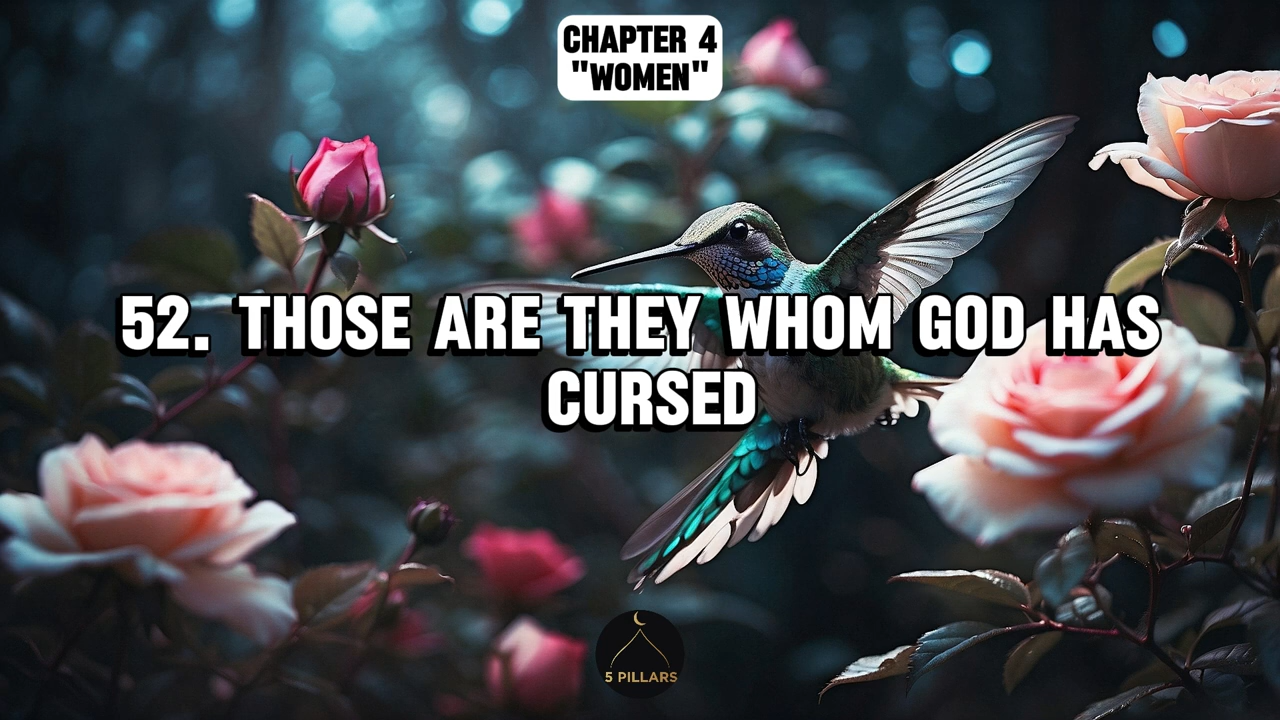 CHAPTER 4
"WOMEN"
52. THOSE ARE THEY WHOM GOD HAS
CURSED
5 PILLARS